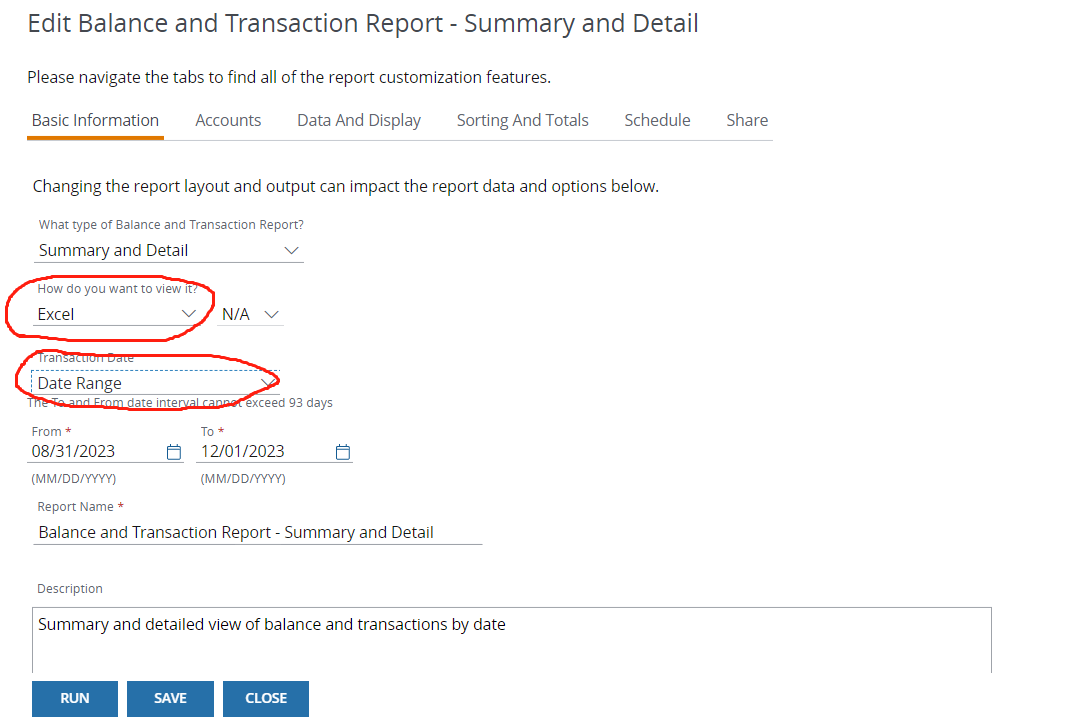 Edit Balance and Transaction Report - Summary and Detail
Please navigate the tabs to find all of the report customization features.
Basic Information Accounts Data And Display Sorting And Totals Schedule Share
Changing the report layout and output can impact the report data and options below.
What type of Balance and Transaction Report?
Summary and Detail
How do you want to view it?
Excel N/A
Transaction Date
Date Range
The To and From date interval cannot exceed 93 days
From * To *
08/31/2023 12/01/2023
(MM/DD/YYYY) (MM/DD/YYYY)
Report Name *
Balance and Transaction Report - Summary and Detail
Description
Summary and detailed view of balance and transactions by date
RUN SAVE CLOSE